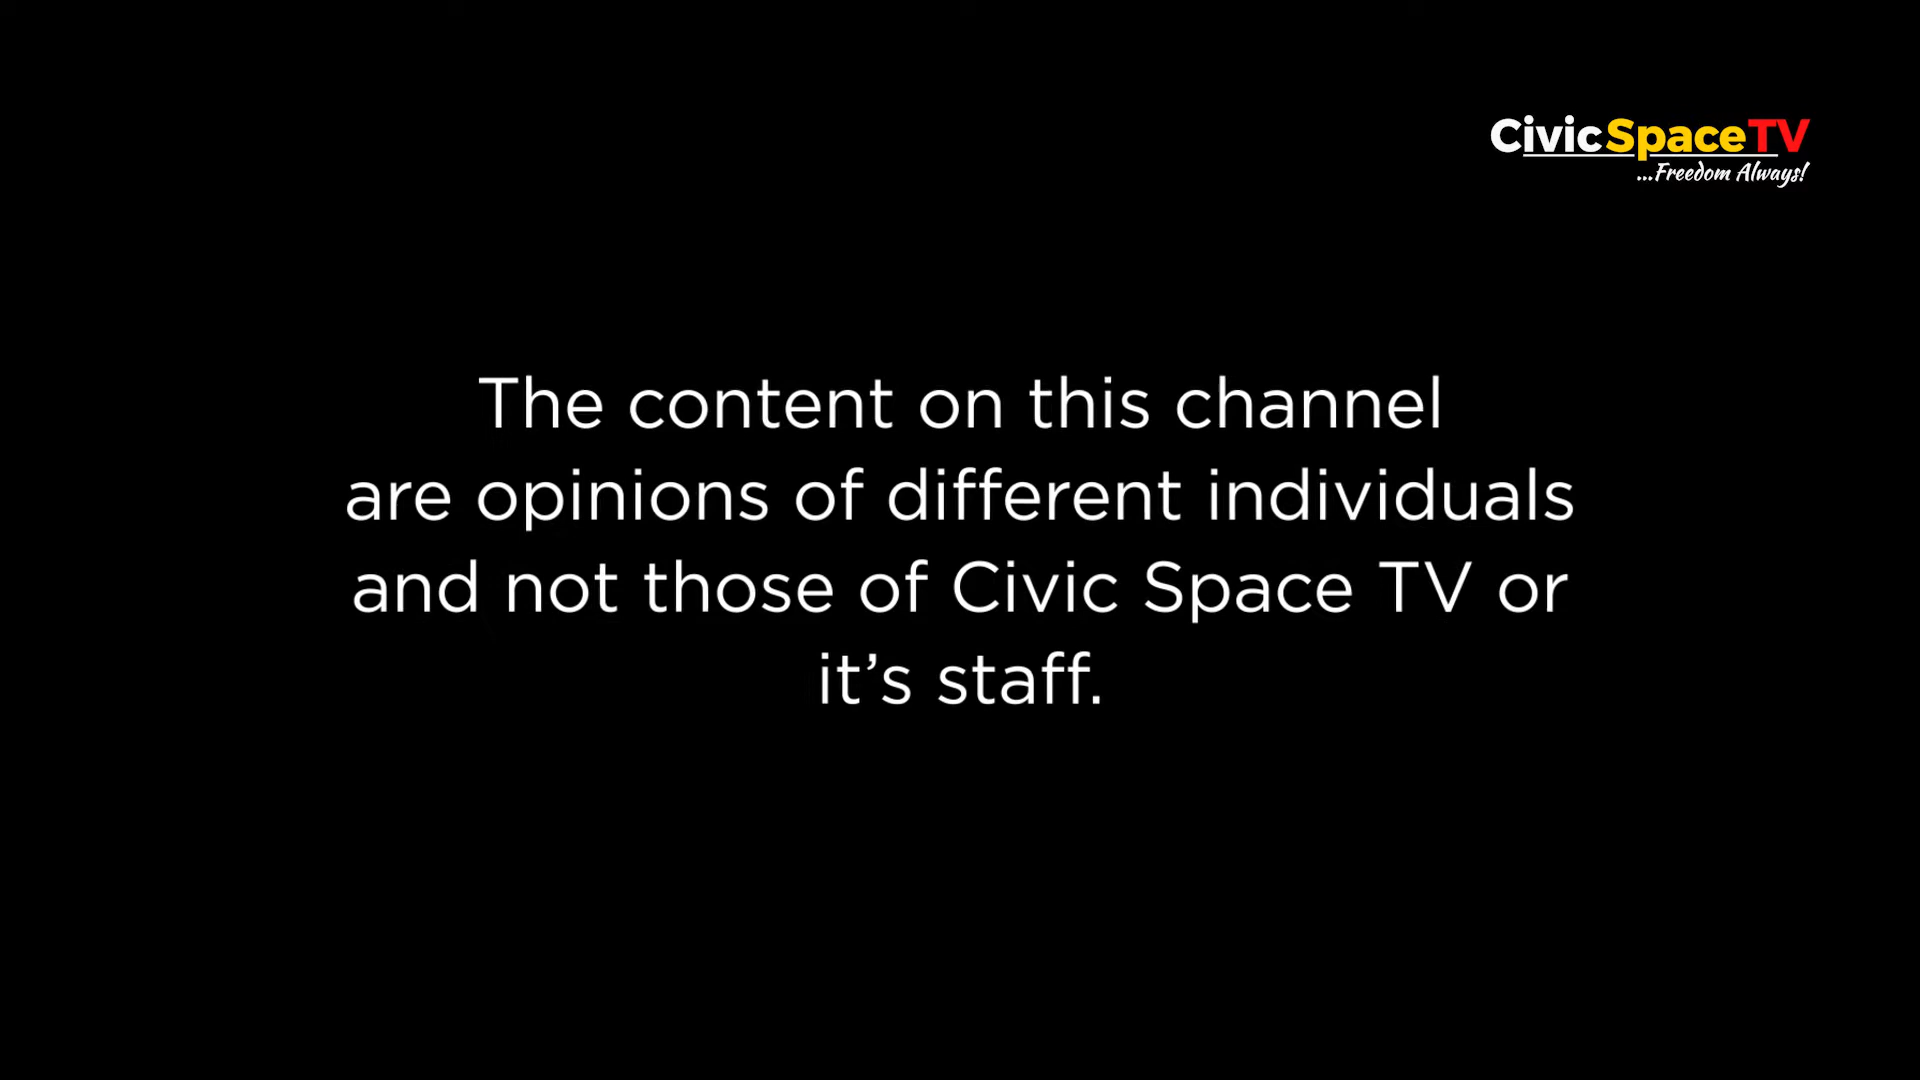 CivicSpaceTV
...Freedom Always!
The content on this channel
are opinions of different individuals
and not those of Civic Space TV or
it’s staff.